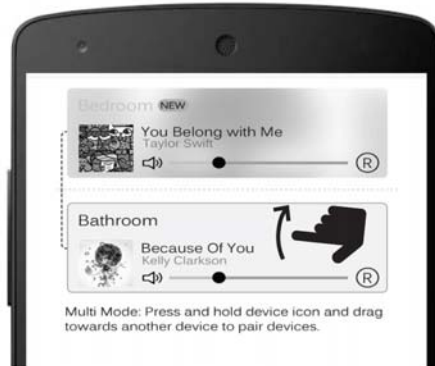 Bedroom NEW
You Belong with Me
Taylor Swift
R
Bathroom
Because Of You
Kelly Clarkson
R
Multi Mode: Press and hold device icon and drag
towards another device to pair devices.